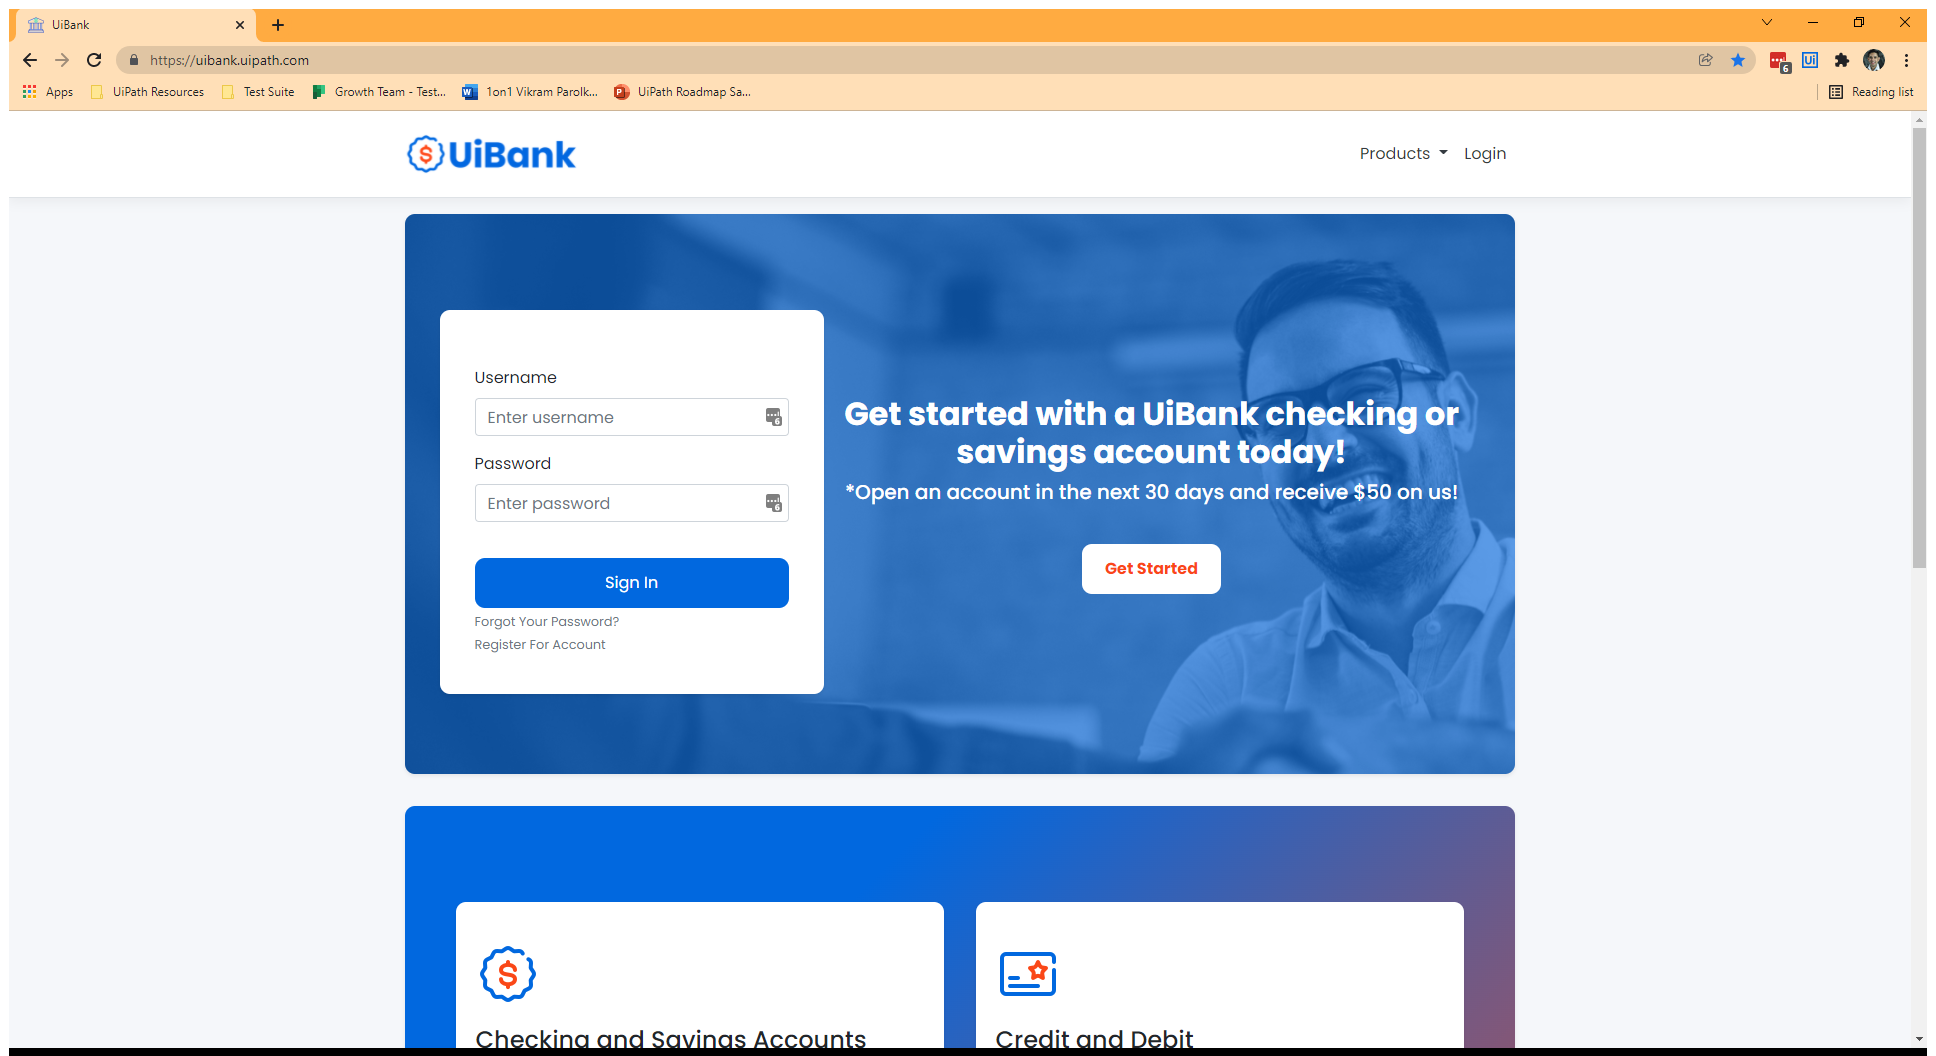 UiBank
https://uibank.uipath.com
6
Apps
UiPath Resources
Test Suite
Growth Team - Test...
1on1 Vikram Parolk...
UiPath Roadmap Sa...
Reading list
$ UiBank
Products
Login
Username
Enter username
6
Password
Enter password
6
Sign In
Forgot Your Password?
Register For Account
Get started with a UiBank checking or
savings account today!
*Open an account in the next 30 days and receive $50 on us!
Get Started
$
Checking and Savings Accounts
Credit and Debit